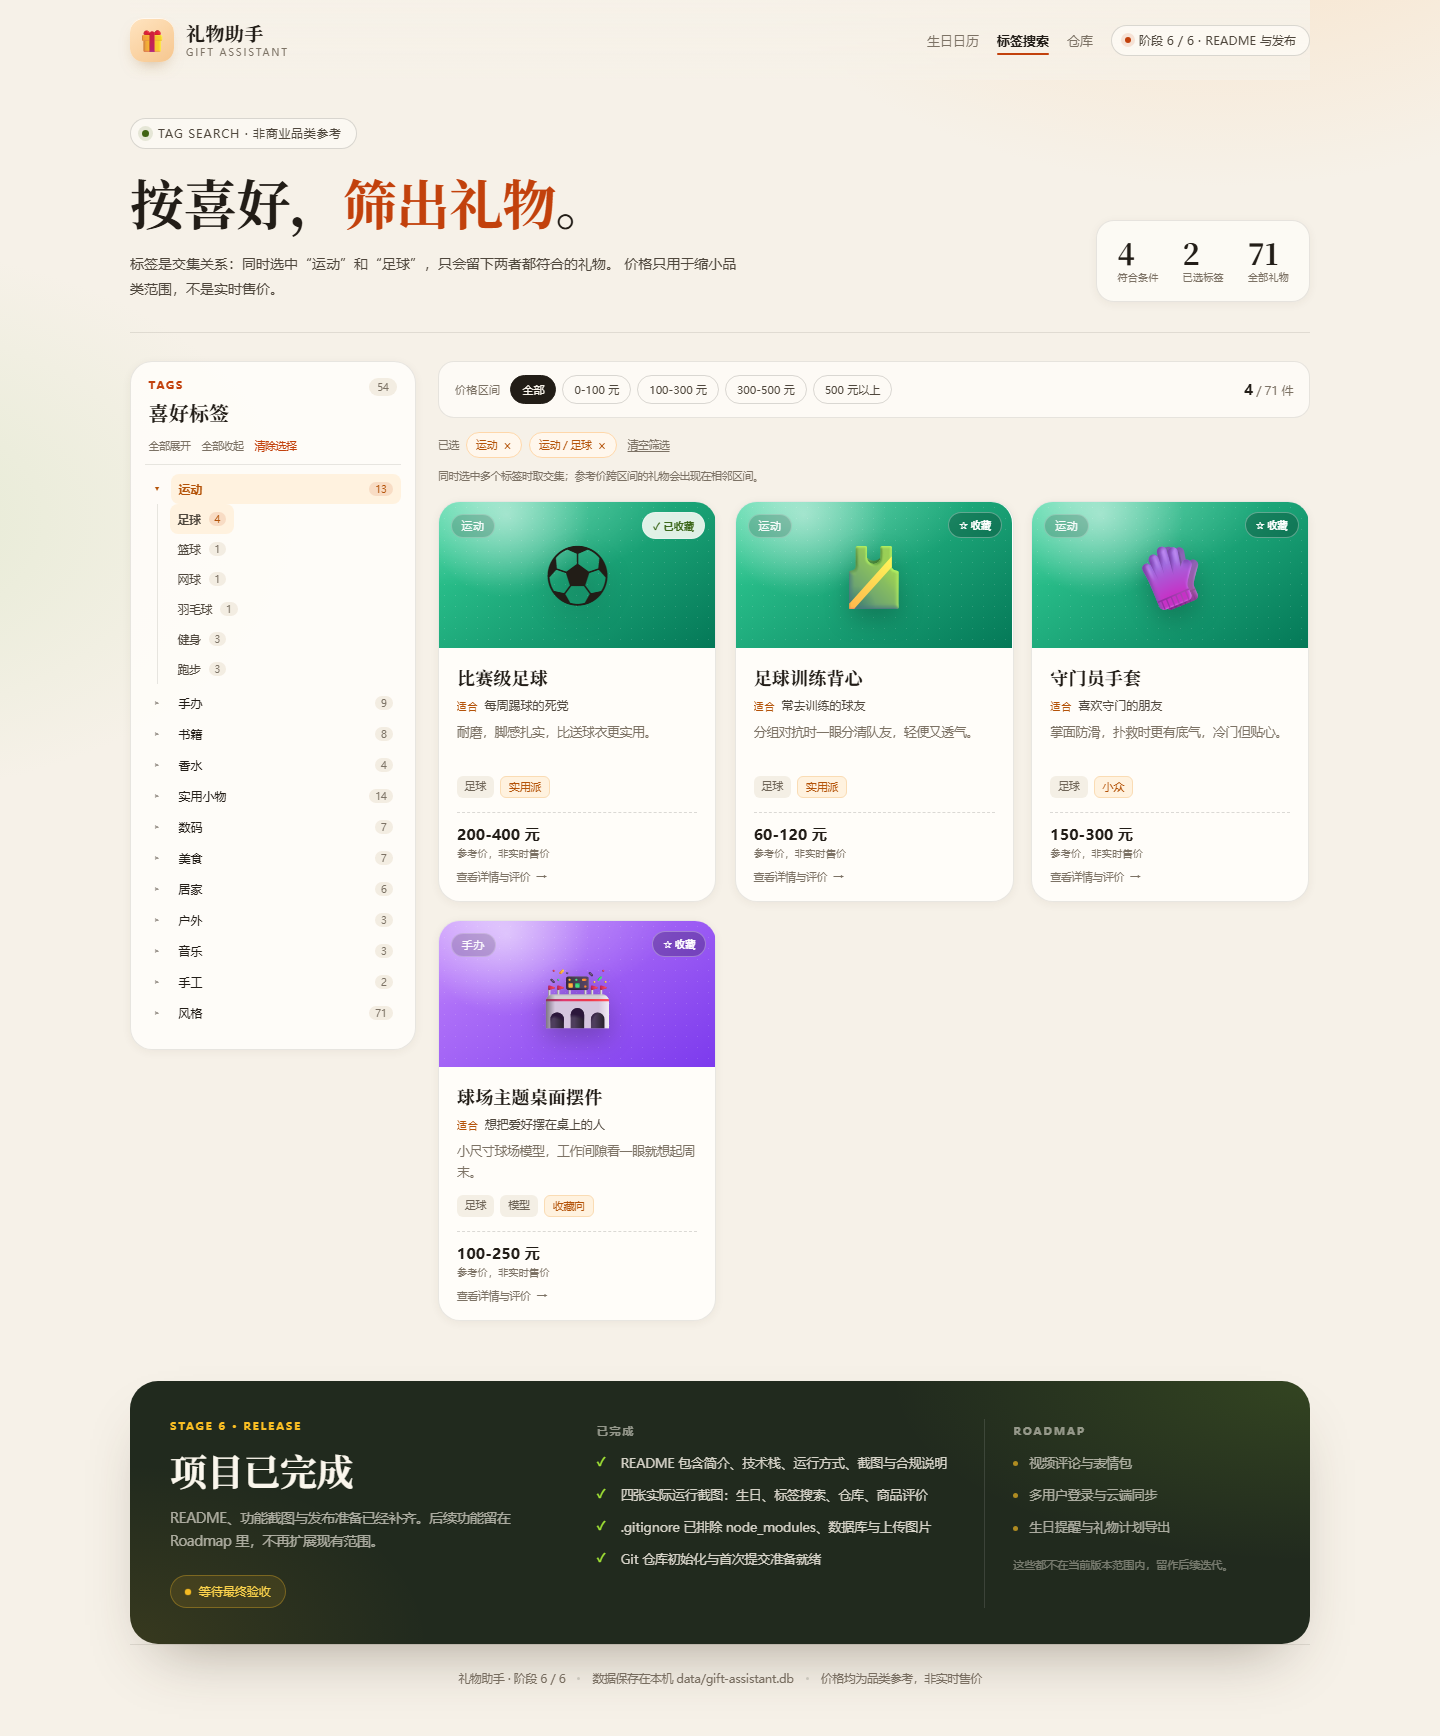 礼物助手
GIFT ASSISTANT
生日日历 标签搜索 仓库 阶段 6 / 6 · README 与发布
TAG SEARCH · 非商业品类参考
按喜好，筛出礼物。
标签是交集关系：同时选中“运动”和“足球”，只会留下两者都符合的礼物。 价格只用于缩小品
类范围，不是实时售价。
4 2 71
符合条件 已选标签 全部礼物
TAGS 54
喜好标签
全部展开 全部收起 清除选择
▾ 运动 13
足球 4
篮球 1
网球 1
羽毛球 1
健身 3
跑步 3
▸ 手办 9
▸ 书籍 8
▸ 香水 4
▸ 实用小物 14
▸ 数码 7
▸ 美食 7
▸ 居家 6
▸ 户外 3
▸ 音乐 3
▸ 手工 2
▸ 风格 71
价格区间 全部 0-100 元 100-300 元 300-500 元 500 元以上 4 / 71 件
已选 运动 × 运动 / 足球 × 清空筛选
同时选中多个标签时取交集；参考价跨区间的礼物会出现在相邻区间。
运动 ✓ 已收藏
比赛级足球
适合 每周踢球的死党
耐磨，脚感扎实，比送球衣更实用。
足球 实用派
200-400 元
参考价，非实时售价
查看详情与评价 →
运动 ☆ 收藏
足球训练背心
适合 常去训练的球友
分组对抗时一眼分清队友，轻便又透气。
足球 实用派
60-120 元
参考价，非实时售价
查看详情与评价 →
运动 ☆ 收藏
守门员手套
适合 喜欢守门的朋友
掌面防滑，扑救时更有底气，冷门但贴心。
足球 小众
150-300 元
参考价，非实时售价
查看详情与评价 →
手办 ☆ 收藏
球场主题桌面摆件
适合 想把爱好摆在桌上的人
小尺寸球场模型，工作间隙看一眼就想起周
末。
足球 模型 收藏向
100-250 元
参考价，非实时售价
查看详情与评价 →
STAGE 6 • RELEASE
项目已完成
README、功能截图与发布准备已经补齐。后续功能留在
Roadmap 里，不再扩展现有范围。
等待最终验收
已完成
✓ README 包含简介、技术栈、运行方式、截图与合规说明
✓ 四张实际运行截图：生日、标签搜索、仓库、商品评价
✓ .gitignore 已排除 node_modules、数据库与上传图片
✓ Git 仓库初始化与首次提交准备就绪
ROADMAP
视频评论与表情包
多用户登录与云端同步
生日提醒与礼物计划导出
这些都不在当前版本范围内，留作后续迭代。
礼物助手 · 阶段 6 / 6 · 数据保存在本机 data/gift-assistant.db · 价格均为品类参考，非实时售价